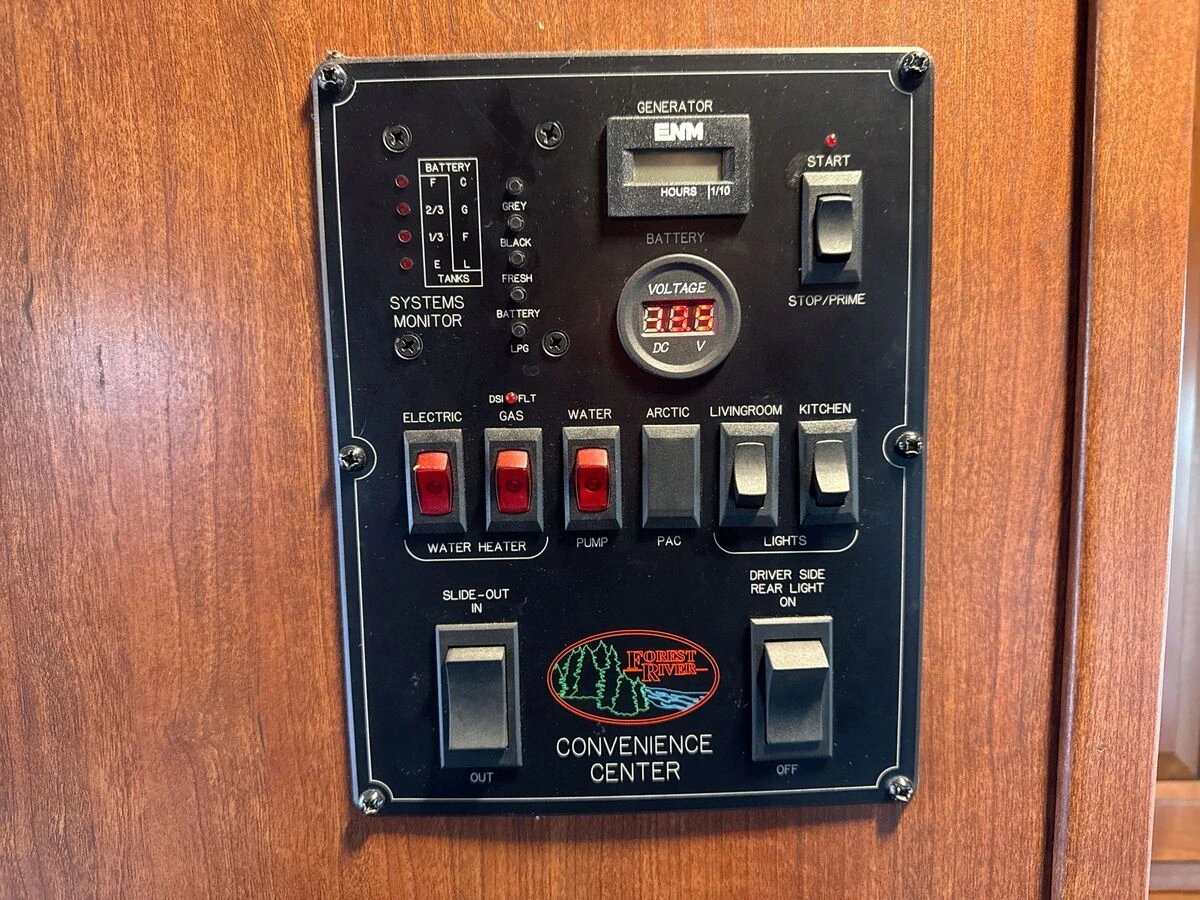 GENERATOR
ENM
HOURS 1/10
START
STOP/PRIME
BATTERY
F C
2/3 G
1/3 F
E L
TANKS
SYSTEMS
MONITOR
GREY
BLACK
FRESH
BATTERY
LPG
BATTERY
VOLTAGE
DC V
DSI FLT
ELECTRIC
GAS
WATER
ARCTIC
LIVINGROOM
KITCHEN
WATER HEATER
PUMP
PAC
LIGHTS
SLIDE-OUT
IN
OUT
DRIVER SIDE
REAR LIGHT
ON
OFF
FOREST
RIVER
CONVENIENCE
CENTER